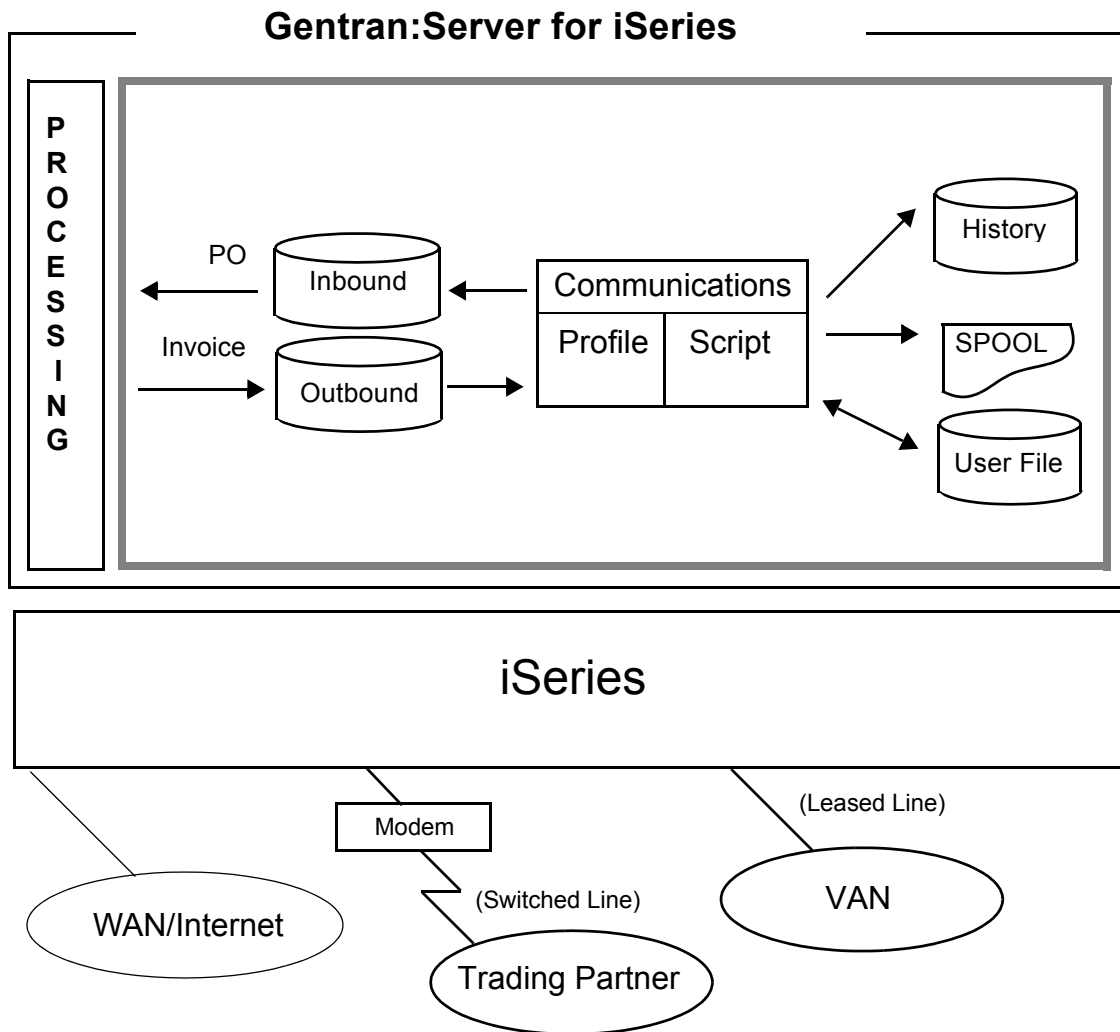 Gentran:Server for iSeries
PROCESSING
PO
Inbound
Invoice
Outbound
Communications
Profile
Script
History
SPOOL
User File
iSeries
Modem
(Leased Line)
(Switched Line)
WAN/Internet
VAN
Trading Partner